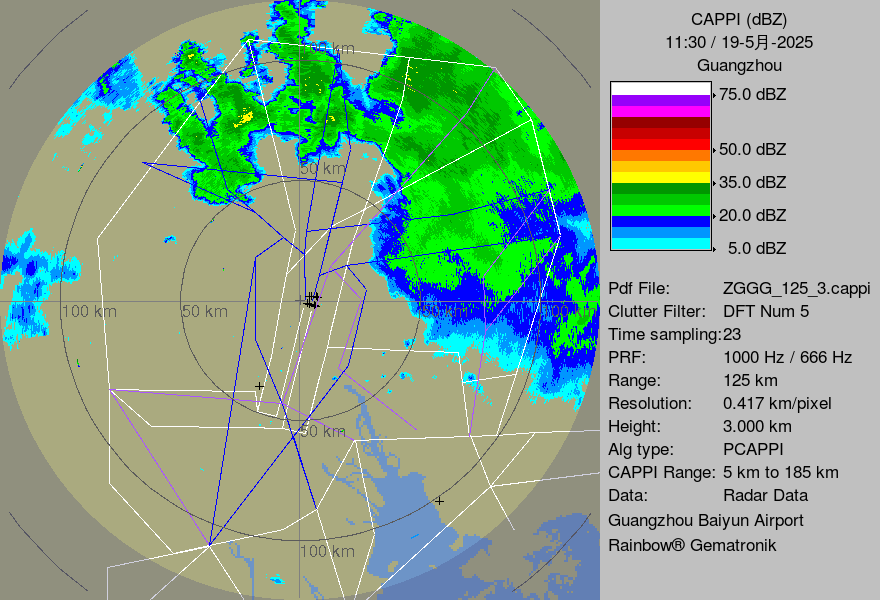 CAPPI (dBZ)
11:30 / 19-5月-2025
Guangzhou
75.0 dBZ
50.0 dBZ
35.0 dBZ
20.0 dBZ
5.0 dBZ
Pdf File: ZGGG_125_3.cappi
Clutter Filter: DFT Num 5
Time sampling:23
PRF: 1000 Hz / 666 Hz
Range: 125 km
Resolution: 0.417 km/pixel
Height: 3.000 km
Alg type: PCAPPI
CAPPI Range: 5 km to 185 km
Data: Radar Data
Guangzhou Baiyun Airport
Rainbow® Gematronik
100 km
50 km
100 km
50 km
50 km
100 km